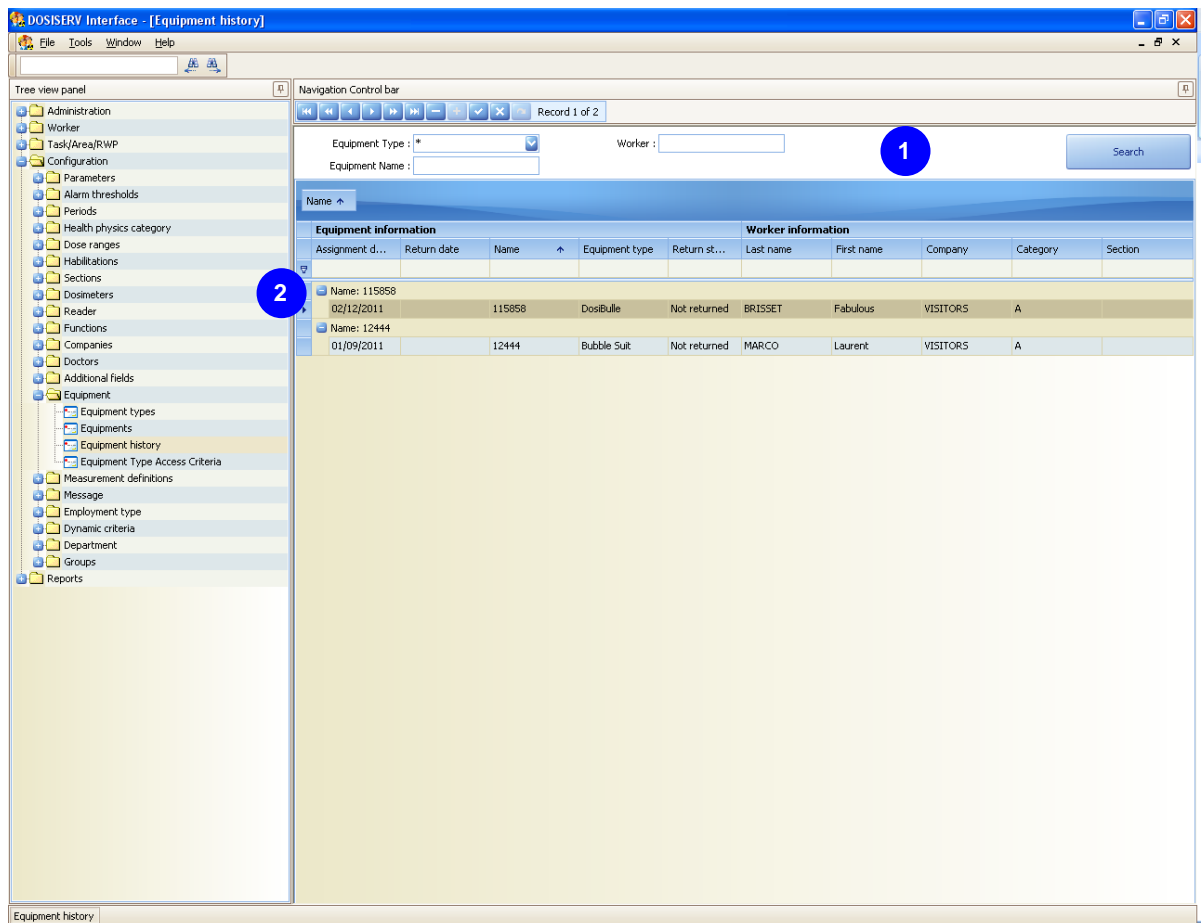 DOSISERV Interface - [Equipment history]
File Tools Window Help
Tree view panel
Administration
Worker
Task/Area/RWP
Configuration
Parameters
Alarm thresholds
Periods
Health physics category
Dose ranges
Habilitations
Sections
Dosimeters
Reader
Functions
Companies
Doctors
Additional fields
Equipment
Equipment types
Equipments
Equipment history
Equipment Type Access Criteria
Measurement definitions
Message
Employment type
Dynamic criteria
Department
Groups
Reports
Navigation Control bar
Record 1 of 2
Equipment Type : * Worker : 1 Search
Equipment Name :
Name
Equipment information Worker information
Assignment d... Return date Name Equipment type Return st... Last name First name Company Category Section
2 Name: 115858
02/12/2011 115858 DosiBulle Not returned BRISSET Fabulous VISITORS A
Name: 12444
01/09/2011 12444 Bubble Suit Not returned MARCO Laurent VISITORS A
Equipment history